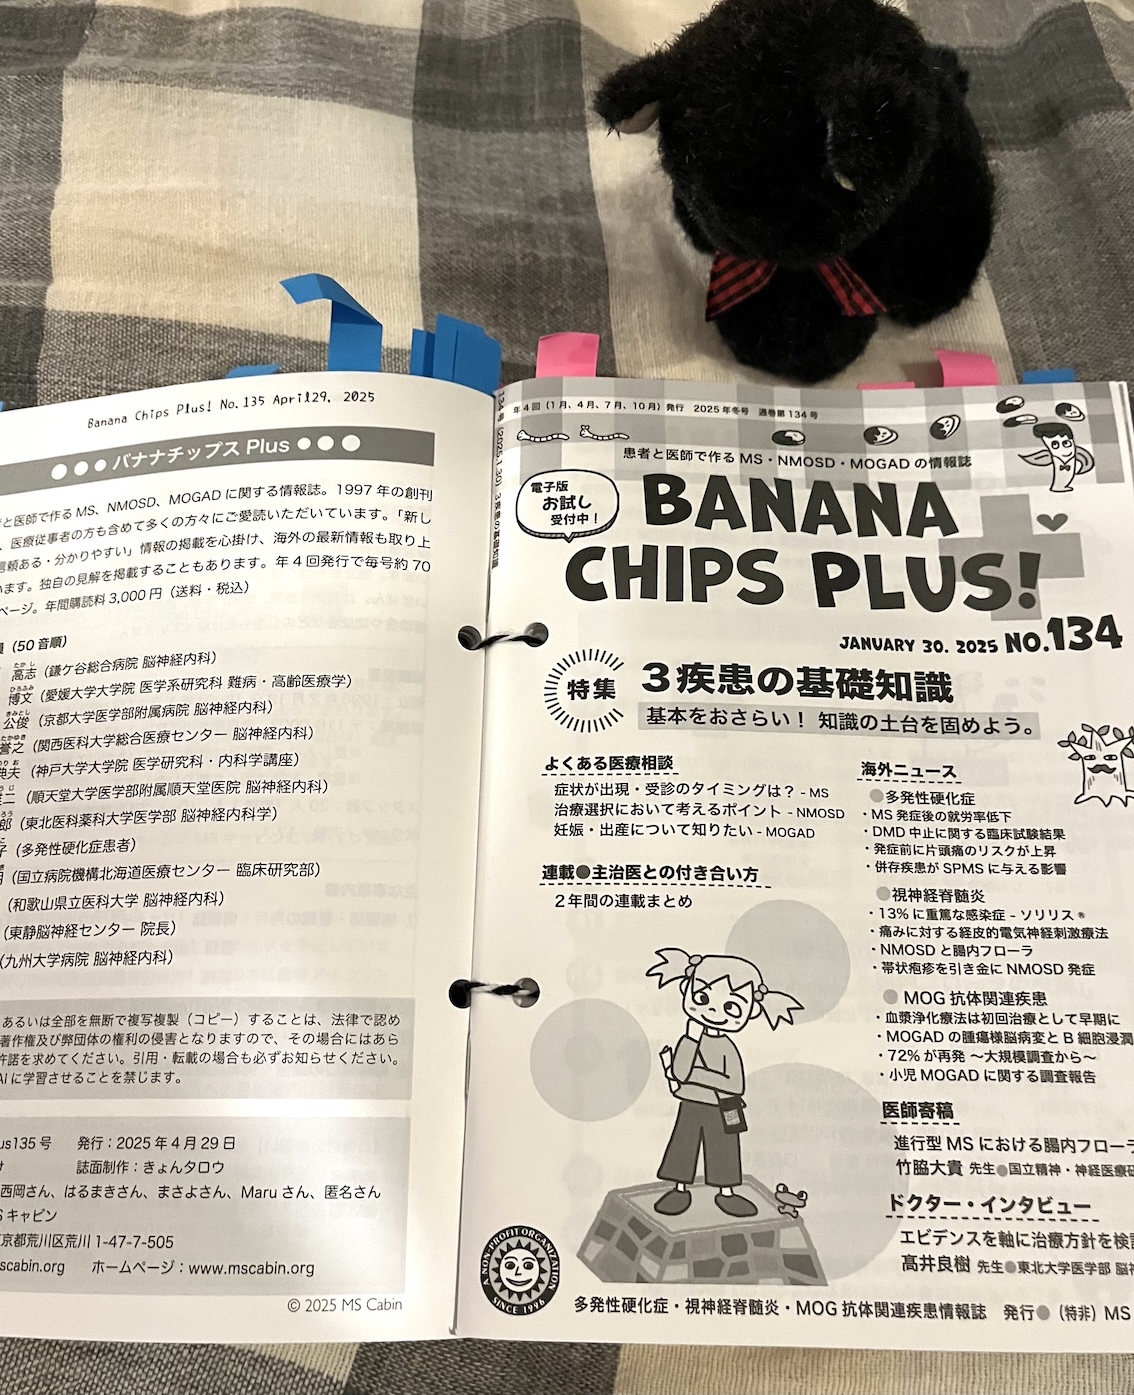 Banana Chips Plus! No.135 April29, 2025
バナナチップス Plus
と医師で作る MS、NMOSD、MOGAD に関する情報誌。1997 年の創刊
、医療従事者の方も含めて多くの方々にご愛読いただいています。「新し
信頼ある・分かりやすい」情報の掲載を心掛け、海外の最新情報も取り上
います。独自の見解を掲載することもあります。年４回発行で毎号約 70
ページ。年間購読料 3,000 円（送料・税込）
（50 音順）
高志（鎌ケ谷総合病院 脳神経内科）
博文（愛媛大学大学院 医学系研究科 難病・高齢医療学）
公俊（京都大学医学部附属病院 脳神経内科）
誉之（関西医科大学総合医療センター 脳神経内科）
典夫（神戸大学大学院 医学研究科・内科学講座）
二（順天堂大学医学部附属順天堂医院 脳神経内科）
郎（東北医科薬科大学医学部 脳神経内科学）
子（多発性硬化症患者）
（国立病院機構北海道医療センター 臨床研究部）
（和歌山県立医科大学 脳神経内科）
（東静脳神経センター 院長）
（九州大学病院 脳神経内科）
あるいは全部を無断で複写複製（コピー）することは、法律で認め
著作権及び弊団体の権利の侵害となりますので、その場合にはあら
許諾を求めてください。引用・転載の場合も必ずお知らせください。
AI に学習させることを禁じます。
us135 号 発行：2025 年 4 月 29 日
誌面制作：きょんタロウ
西岡さん、はるまきさん、まさよさん、Maru さん、匿名さん
S キャビン
京都荒川区荒川 1-47-7-505
scabin.org ホームページ：www.mscabin.org
© 2025 MS Cabin
134 号（2025.1.30） 3 疾患の基礎知識
年４回（1月、4月、7月、10月）発行 2025 年冬号 通巻第 134 号
患者と医師で作る MS・NMOSD・MOGAD の情報誌
電子版
お試し
受付中！
BANANA
CHIPS PLUS!
JANUARY 30. 2025 NO.134
特集
３疾患の基礎知識
基本をおさらい！ 知識の土台を固めよう。
よくある医療相談
症状が出現・受診のタイミングは？ - MS
治療選択において考えるポイント - NMOSD
妊娠・出産について知りたい - MOGAD
連載●主治医との付き合い方
２年間の連載まとめ
海外ニュース
●多発性硬化症
・MS 発症後の就労率低下
・DMD 中止に関する臨床試験結果
・発症前に片頭痛のリスクが上昇
・併存疾患が SPMS に与える影響
●視神経脊髄炎
・13% に重篤な感染症 - ソリリス®
・痛みに対する経皮的電気神経刺激療法
・NMOSD と腸内フローラ
・帯状疱疹を引き金に NMOSD 発症
●MOG 抗体関連疾患
・血漿浄化療法は初回治療として早期に
・MOGAD の腫瘍様脳病変と B 細胞浸潤
・72% が再発 〜大規模調査から〜
・小児 MOGAD に関する調査報告
医師寄稿
進行型 MS における腸内フローラ
竹脇大貴 先生●国立精神・神経医療研
ドクター・インタビュー
エビデンスを軸に治療方針を検討
髙井良樹 先生●東北大学医学部 脳神
A NON-PROFIT ORGANIZATION
SINCE 1996
多発性硬化症・視神経脊髄炎・MOG 抗体関連疾患情報誌 発行●（特非）MS